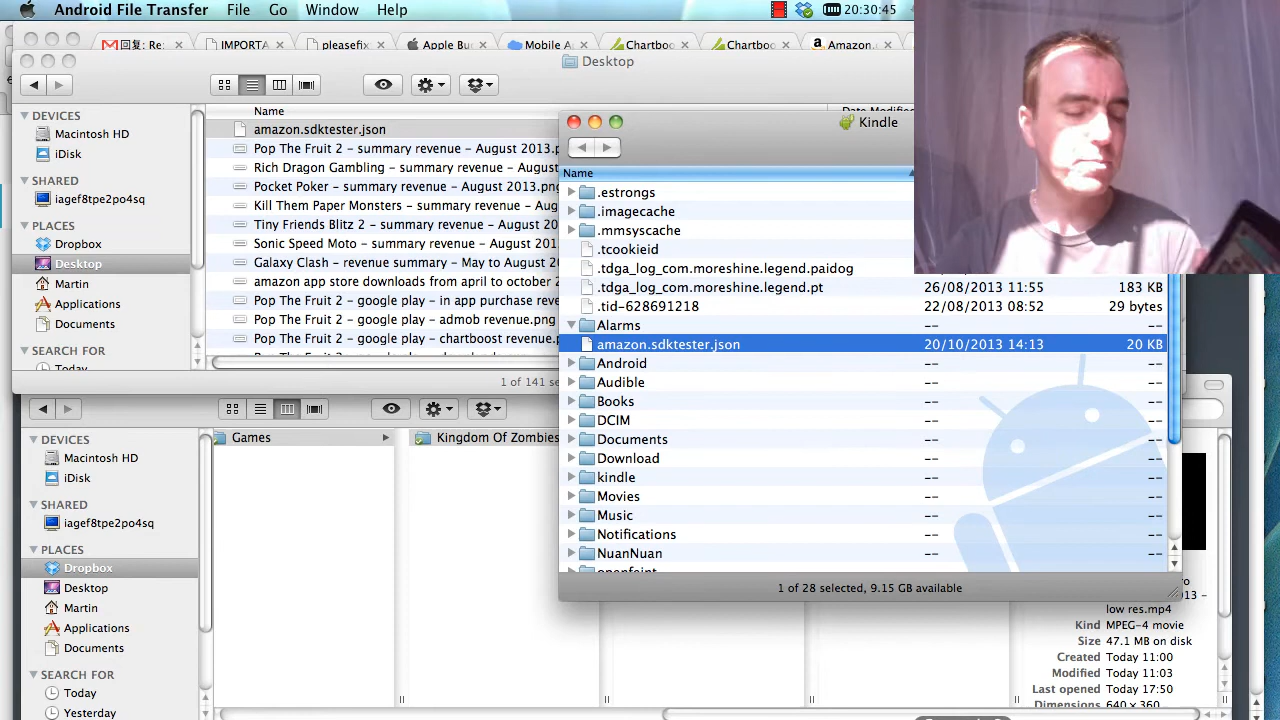 Android File Transfer File Go Window Help 20:30:45
回复: Re: IMPORTA pleasefix Apple Bu Mobile A Chartboo Chartboo Amazon.c
Desktop
Name Date Modified
DEVICES
Macintosh HD
iDisk
SHARED
iagef8tpe2po4sq
PLACES
Dropbox
Desktop
Martin
Applications
Documents
SEARCH FOR
Today
amazon.sdktester.json
Pop The Fruit 2 – summary revenue – August 2013.p
Rich Dragon Gambling – summary revenue – August
Pocket Poker – summary revenue – August 2013.png
Kill Them Paper Monsters – summary revenue – Augu
Tiny Friends Blitz 2 – summary revenue – August 201
Sonic Speed Moto – summary revenue – August 201
Galaxy Clash – revenue summary – May to August 20
amazon app store downloads from april to october 2
Pop The Fruit 2 – google play – in app purchase reve
Pop The Fruit 2 – google play – admob revenue.png
Pop The Fruit 2 – google play – chartboost revenue.p
1 of 141 se
Kindle
Name
.estrongs
.imagecache
.mmsyscache
.tcookieid
.tdga_log_com.moreshine.legend.paidog
.tdga_log_com.moreshine.legend.pt 26/08/2013 11:55 183 KB
.tid-628691218 22/08/2013 08:52 29 bytes
Alarms -- --
amazon.sdktester.json 20/10/2013 14:13 20 KB
Android -- --
Audible -- --
Books -- --
DCIM -- --
Documents -- --
Download -- --
kindle -- --
Movies -- --
Music -- --
Notifications -- --
NuanNuan -- --
openfeint
1 of 28 selected, 9.15 GB available
DEVICES
Macintosh HD
iDisk
SHARED
iagef8tpe2po4sq
PLACES
Dropbox
Desktop
Martin
Applications
Documents
SEARCH FOR
Today
Yesterday
Games
Kingdom Of Zombies
low res.mp4
Kind MPEG-4 movie
Size 47.1 MB on disk
Created Today 11:00
Modified Today 11:03
Last opened Today 17:50
Dimensions 640 × 360